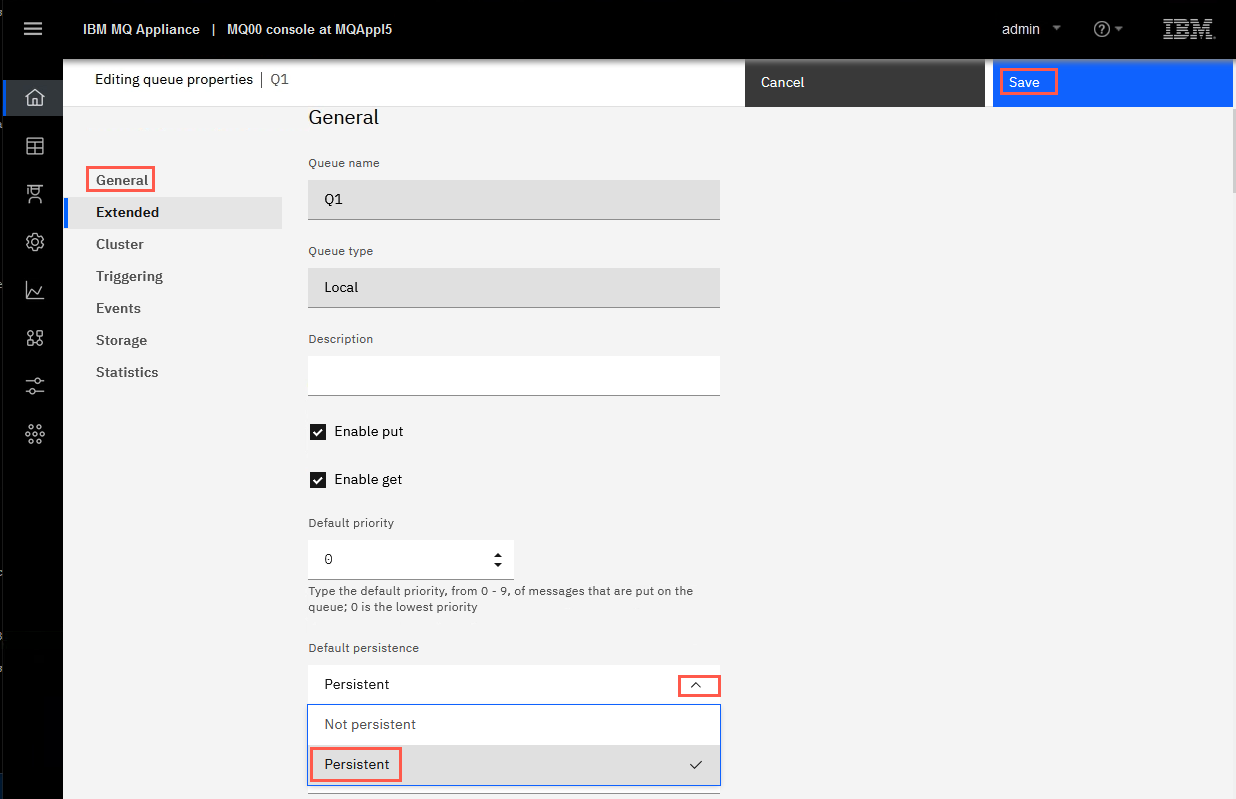 IBM MQ Appliance | MQ00 console at MQAppl5
admin
IBM
Editing queue properties | Q1
Cancel
Save
General
Extended
Cluster
Triggering
Events
Storage
Statistics
General
Queue name
Q1
Queue type
Local
Description
Enable put
Enable get
Default priority
0
Type the default priority, from 0 - 9, of messages that are put on the
queue; 0 is the lowest priority
Default persistence
Persistent
Not persistent
Persistent